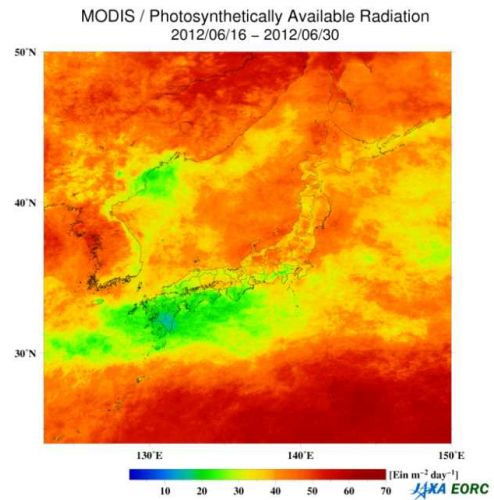 MODIS / Photosynthetically Available Radiation
2012/06/16 − 2012/06/30
50˚N
40˚N
30˚N
130˚E 140˚E 150˚E
[Ein m−2 day−1]
10 20 30 40 50 60 70
JAXA EORC